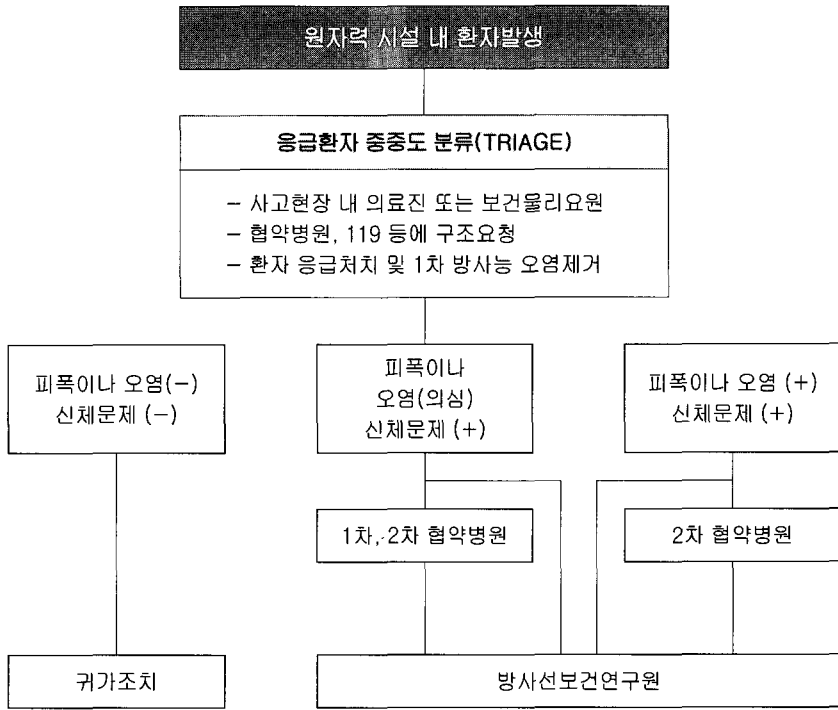 원자력 시설 내 환자발생
응급환자 중중도 분류(TRIAGE)
– 사고현장 내 의료진 또는 보건물리요원
– 협약병원, 119 등에 구조요청
– 환자 응급처치 및 1차 방사능 오염제거
피폭이나 오염(−)
신체문제 (−)
피폭이나
오염(의심)
신체문제 (+)
피폭이나 오염 (+)
신체문제 (+)
1차, 2차 협약병원
2차 협약병원
귀가조치
방사선보건연구원